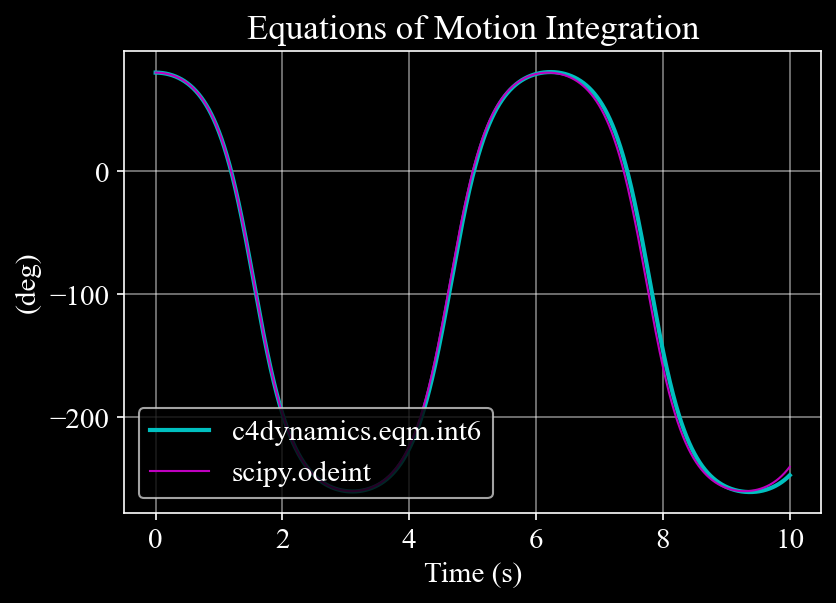 Equations of Motion Integration
(deg)
0
−100
−200
c4dynamics.eqm.int6
scipy.odeint
0 2 4 6 8 10
Time (s)